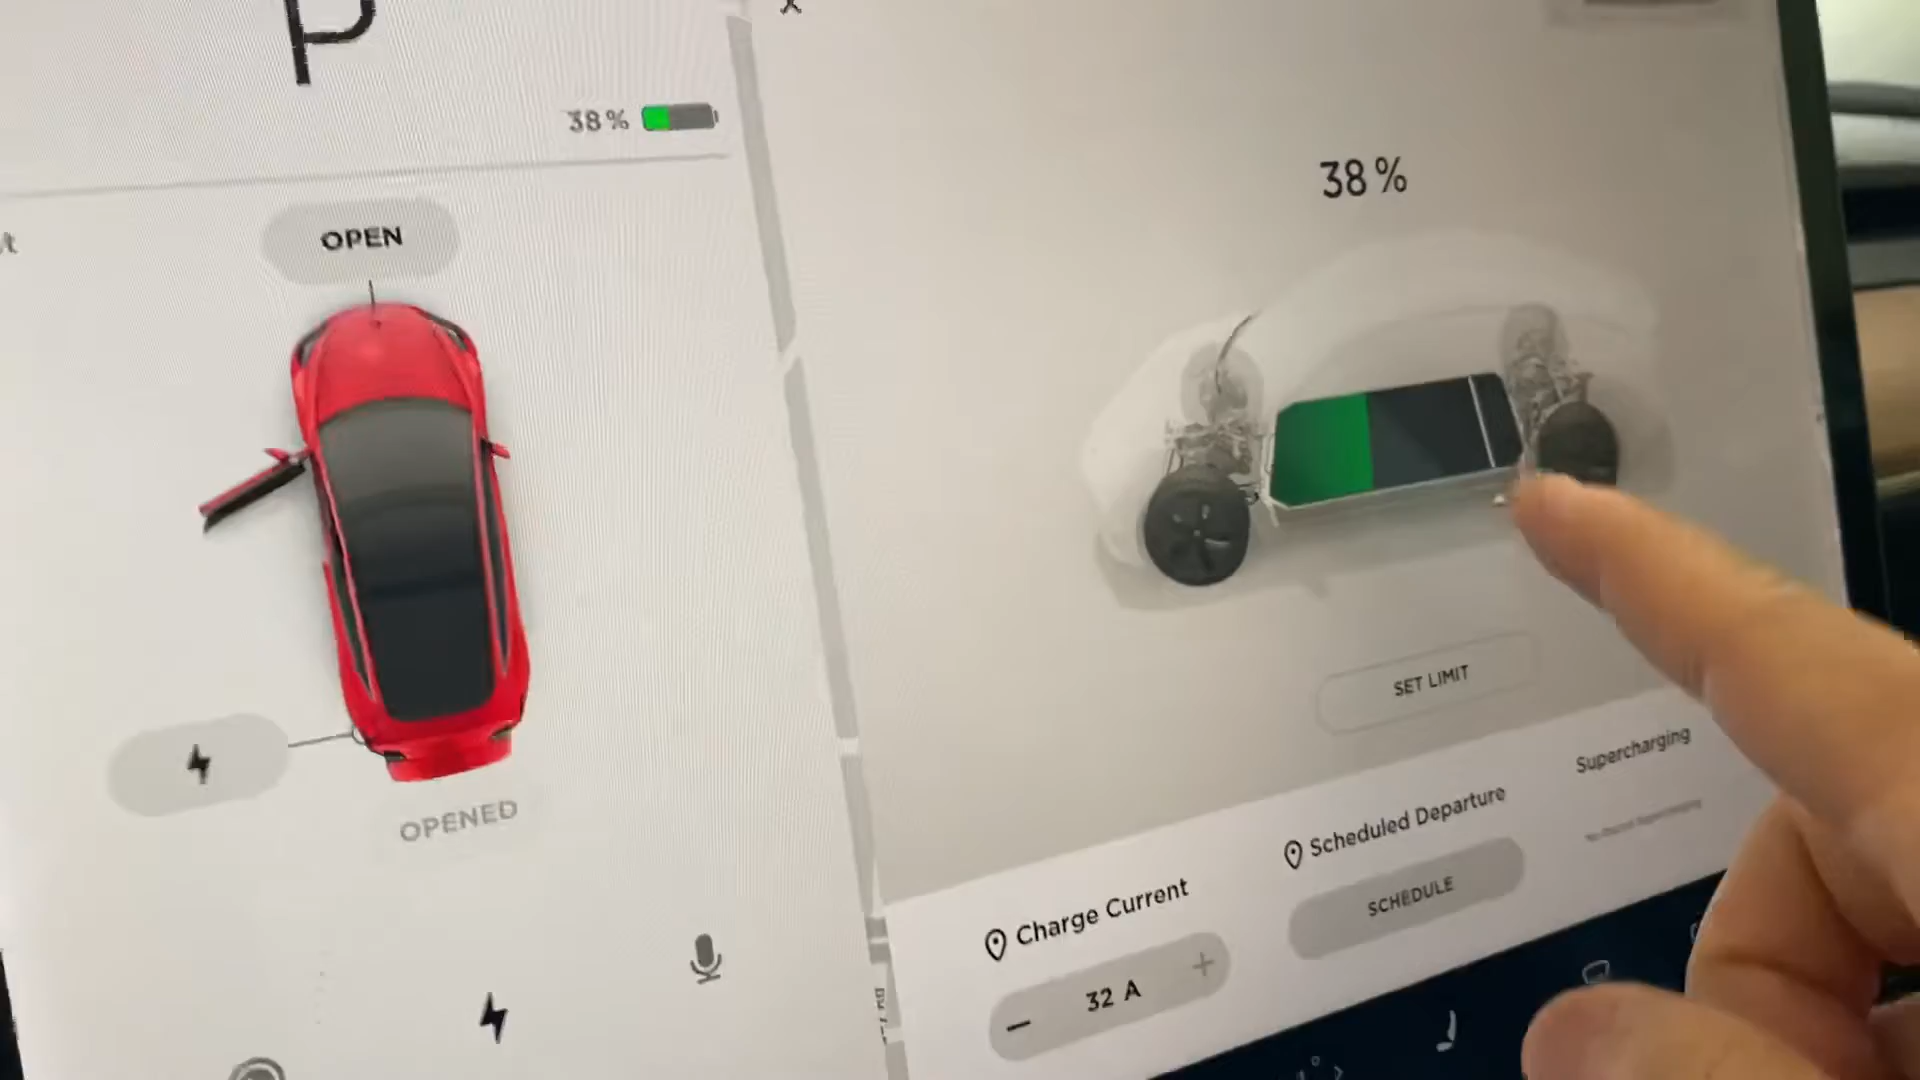 P
38 %
OPEN
OPENED
38 %
SET LIMIT
Supercharging
Scheduled Departure
SCHEDULE
Charge Current
− 32 A +